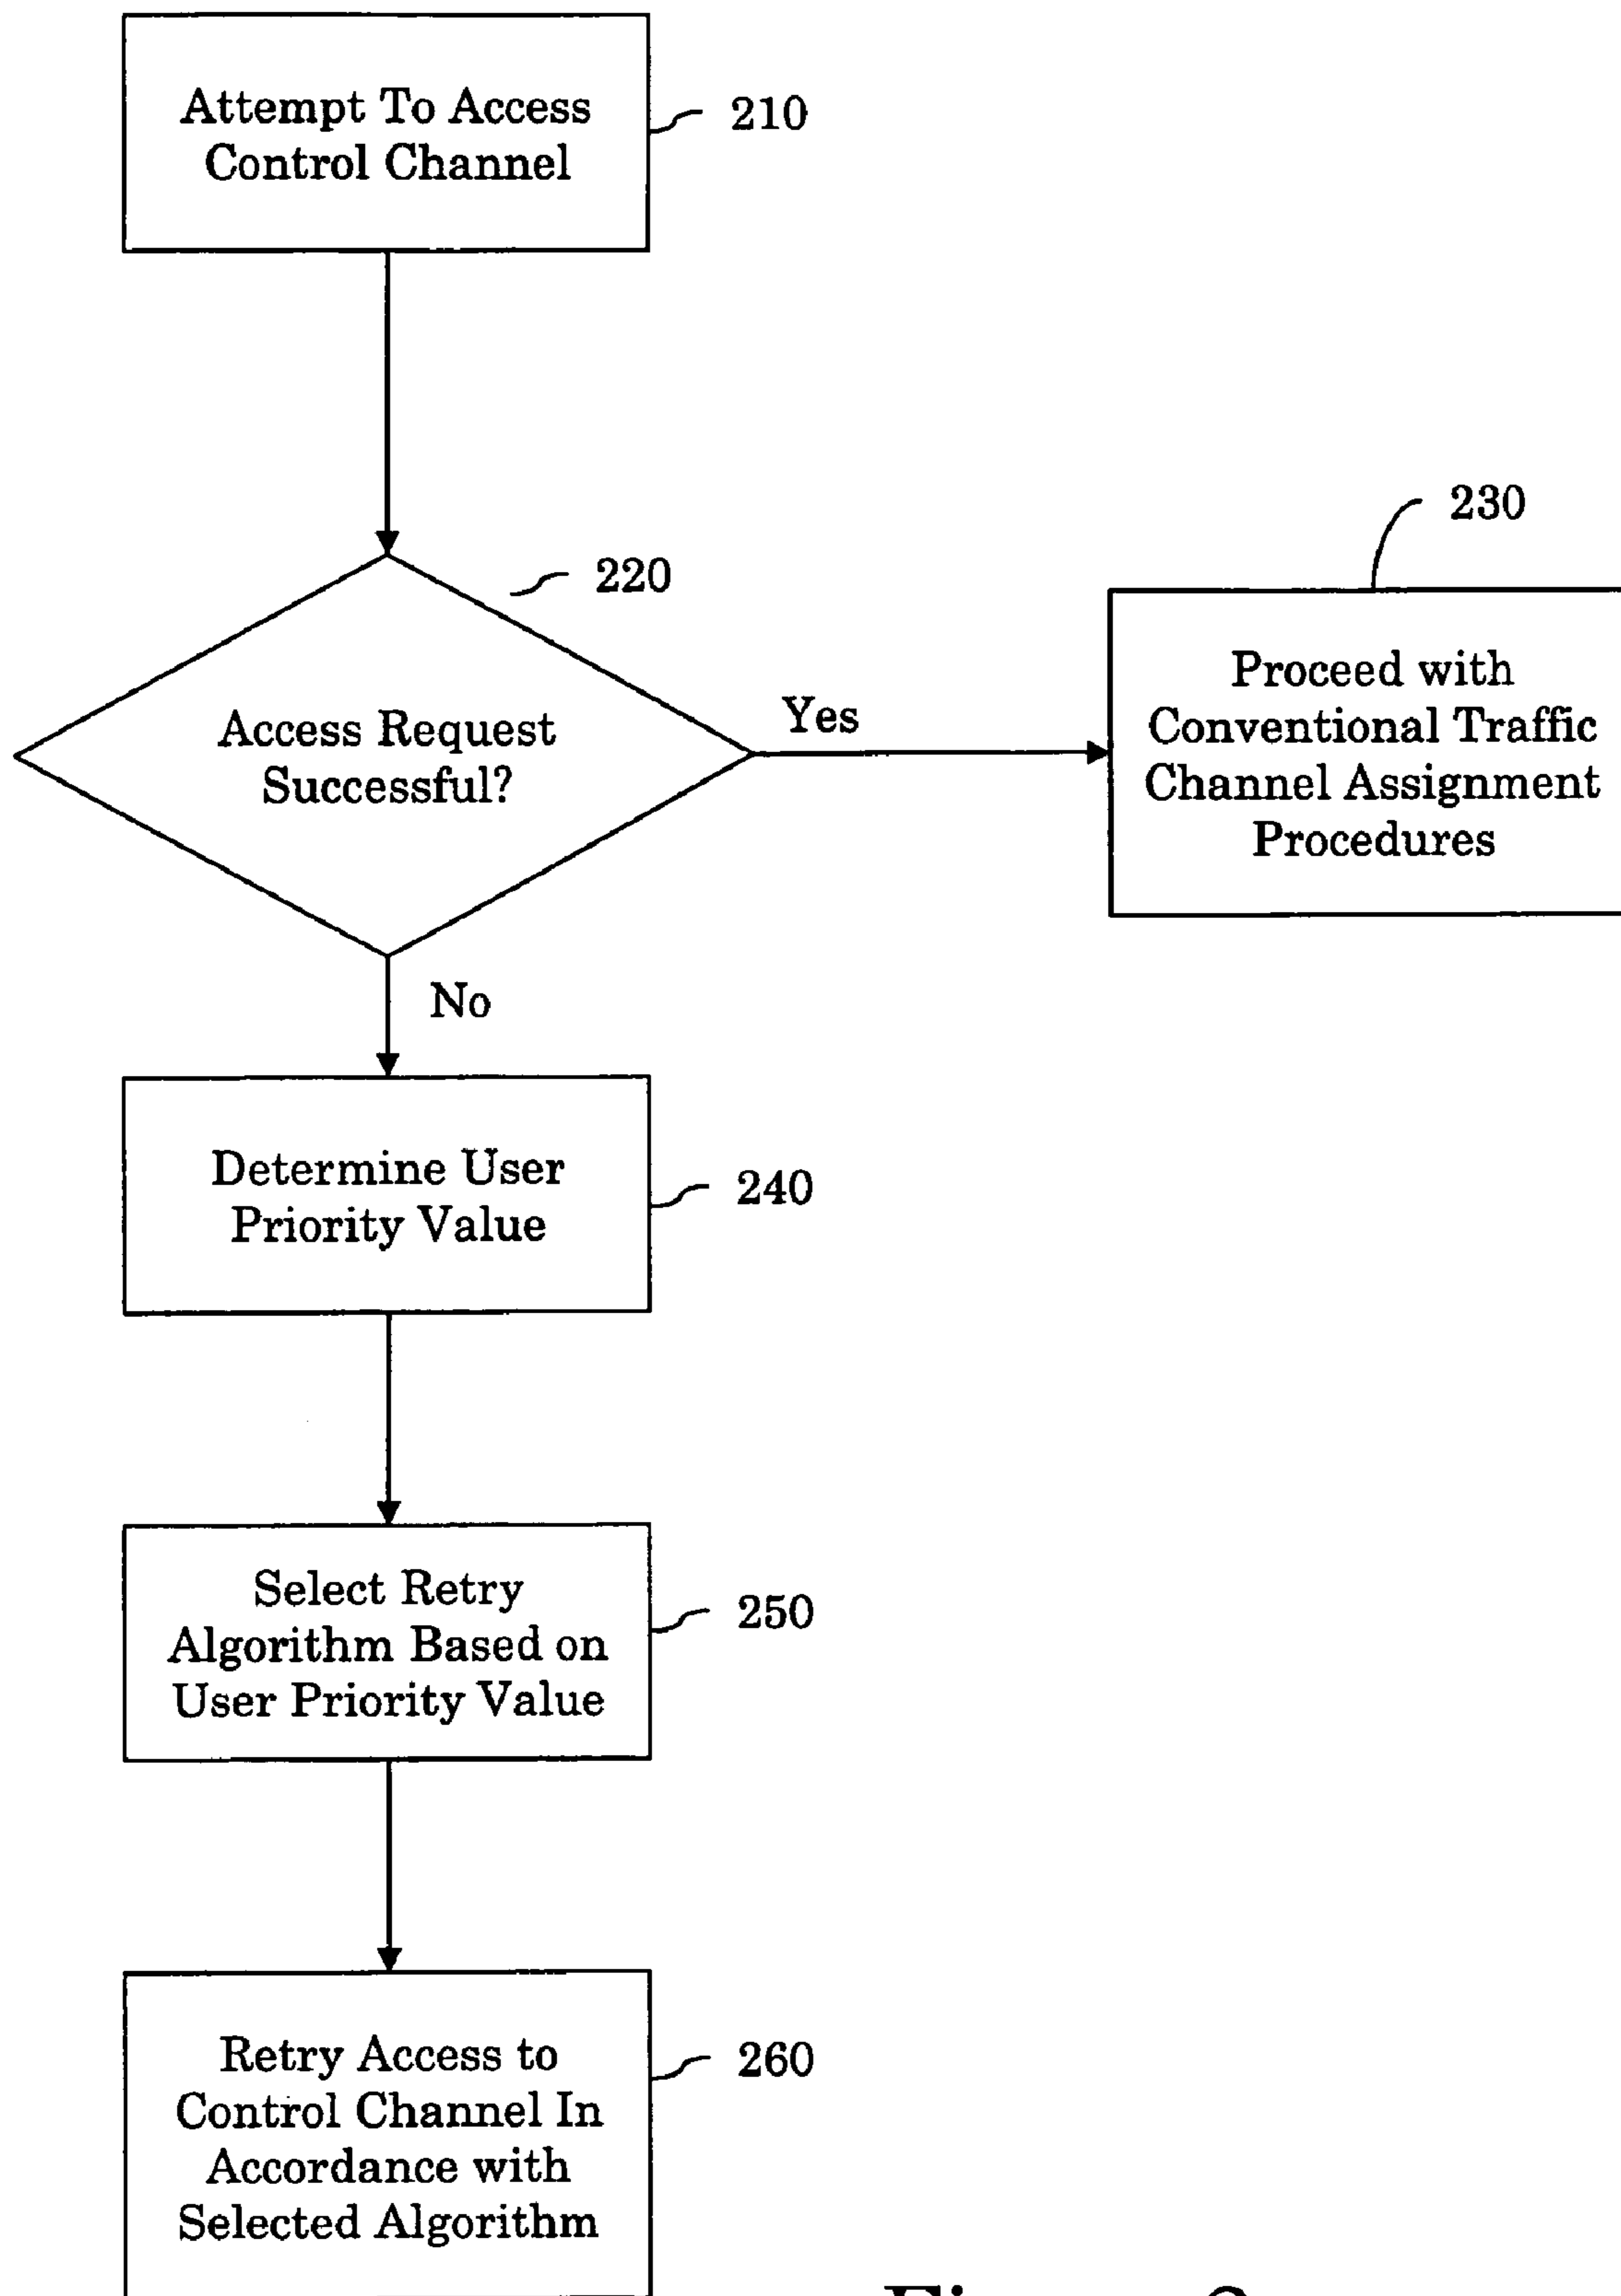 Attempt To Access
Control Channel
210
220
Access Request
Successful?
Yes
230
Proceed with
Conventional Traffic
Channel Assignment
Procedures
No
Determine User
Priority Value
240
Select Retry
Algorithm Based on
User Priority Value
250
Retry Access to
Control Channel In
Accordance with
Selected Algorithm
260